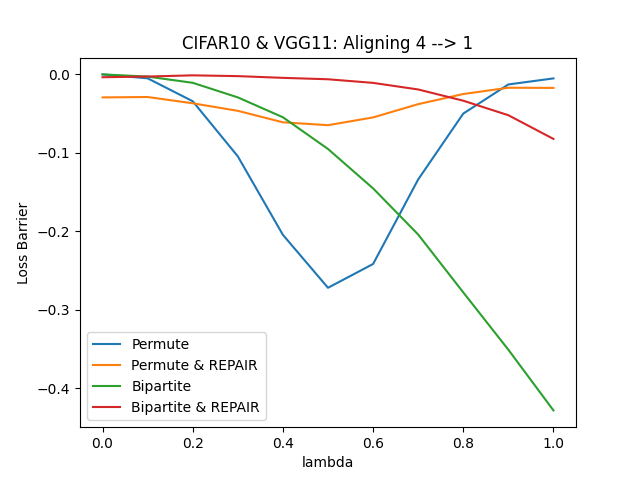 CIFAR10 & VGG11: Aligning 4 --> 1
0.0
−0.1
−0.2
−0.3
−0.4
Loss Barrier
Permute
Permute & REPAIR
Bipartite
Bipartite & REPAIR
0.0 0.2 0.4 0.6 0.8 1.0
lambda